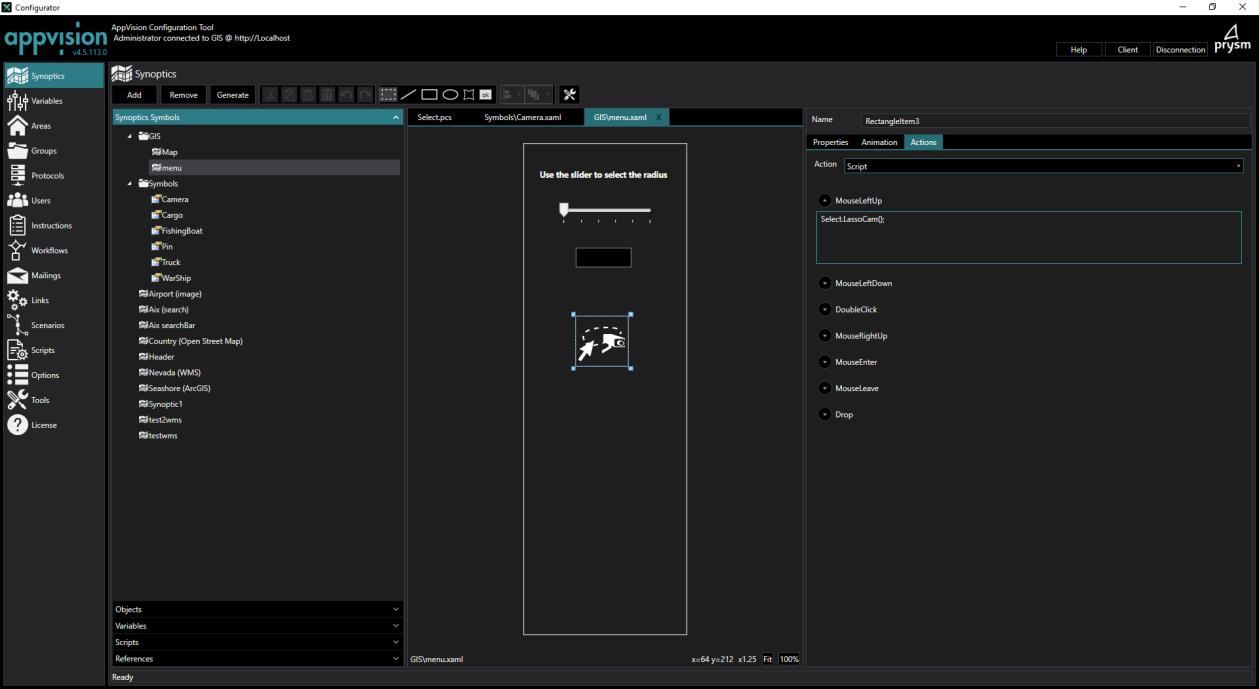 Configurator
appvision
v4.5.113.0
AppVision Configuration Tool
Administrator connected to GIS @ http://Localhost
Help
Client
Disconnection
prysm
Synoptics
Variables
Areas
Groups
Protocols
Users
Instructions
Workflows
Mailings
Links
Scenarios
Scripts
Options
Tools
? License
Synoptics
Add
Remove
Generate
ok
Synoptics Symbols
GIS
Map
menu
Symbols
Camera
Cargo
FishingBoat
Pin
Truck
WarShip
Airport (image)
Aix (search)
Aix searchBar
Country (Open Street Map)
Header
Nevada (WMS)
Seashore (ArcGIS)
Synoptic1
test2wms
testwms
Objects
Variables
Scripts
References
Select.pcs
Symbols\Camera.xaml
GIS\menu.xaml X
Use the slider to select the radius
GIS\menu.xaml
x=64 y=212 x1.25 Fit 100%
Name RectangleItem3
Properties
Animation
Actions
Action Script
MouseLeftUp
Select.LassoCam();
MouseLeftDown
DoubleClick
MouseRightUp
MouseEnter
MouseLeave
Drop
Ready